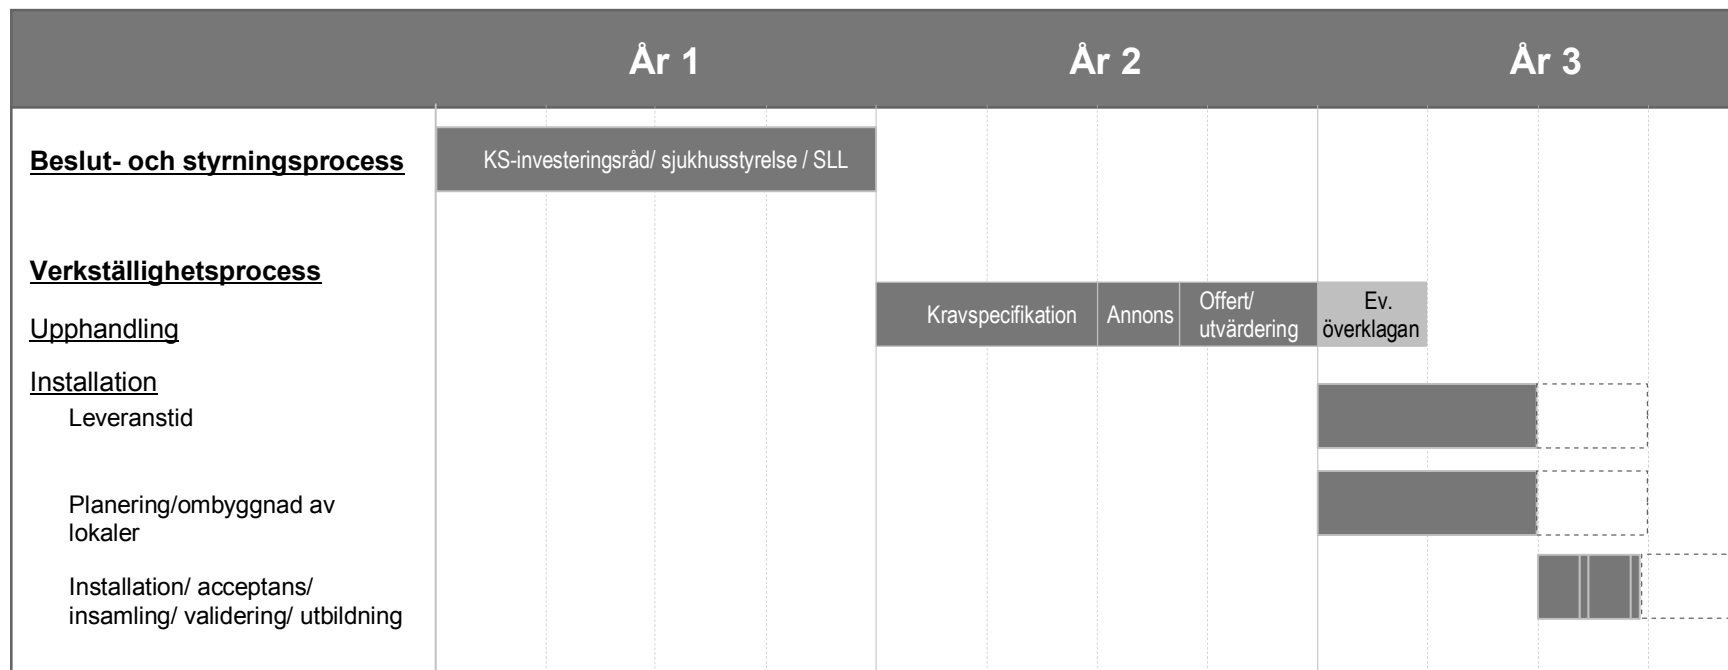 År 1
År 2
År 3
Beslut- och styrningsprocess
KS-investeringsråd/ sjukhusstyrelse / SLL
Verkställighetsprocess
Upphandling
Kravspecifikation
Annons
Offert/
utvärdering
Ev.
överklagan
Installation
Leveranstid
Planering/ombyggnad av
lokaler
Installation/ acceptans/
insamling/ validering/ utbildning